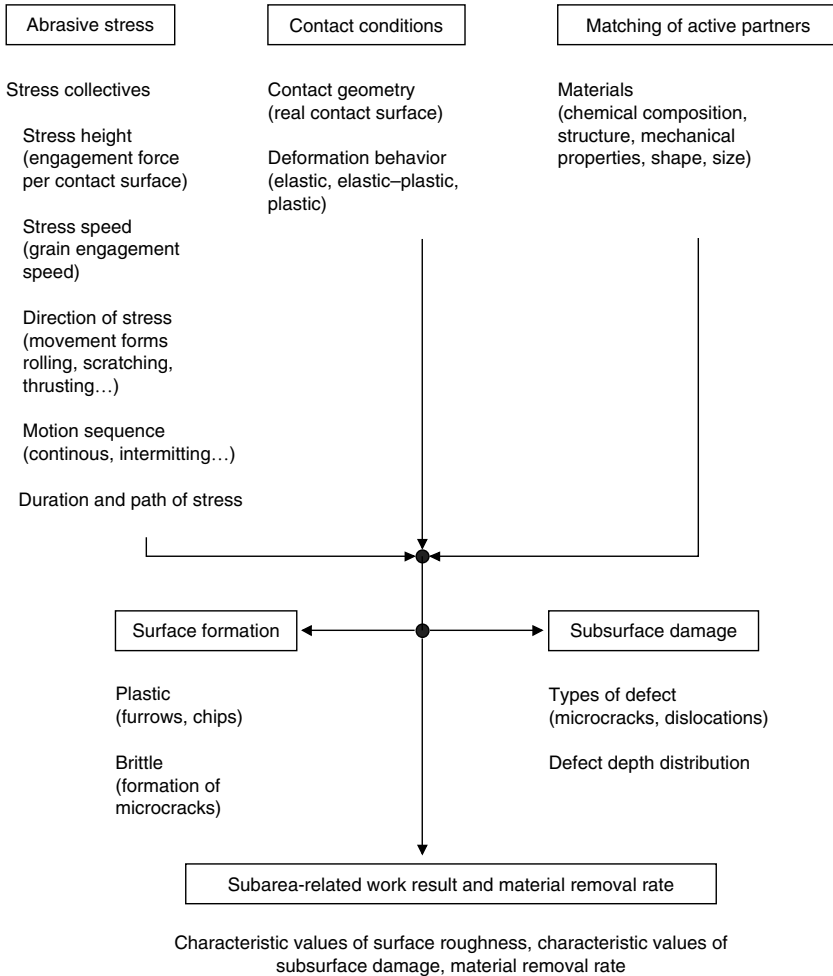 Abrasive stress
Stress collectives
Stress height
(engagement force
per contact surface)
Stress speed
(grain engagement
speed)
Direction of stress
(movement forms
rolling, scratching,
thrusting…)
Motion sequence
(continous, intermitting…)
Duration and path of stress
Contact conditions
Contact geometry
(real contact surface)
Deformation behavior
(elastic, elastic–plastic,
plastic)
Matching of active partners
Materials
(chemical composition,
structure, mechanical
properties, shape, size)
Surface formation
Plastic
(furrows, chips)
Brittle
(formation of
microcracks)
Subsurface damage
Types of defect
(microcracks, dislocations)
Defect depth distribution
Subarea-related work result and material removal rate
Characteristic values of surface roughness, characteristic values of
subsurface damage, material removal rate